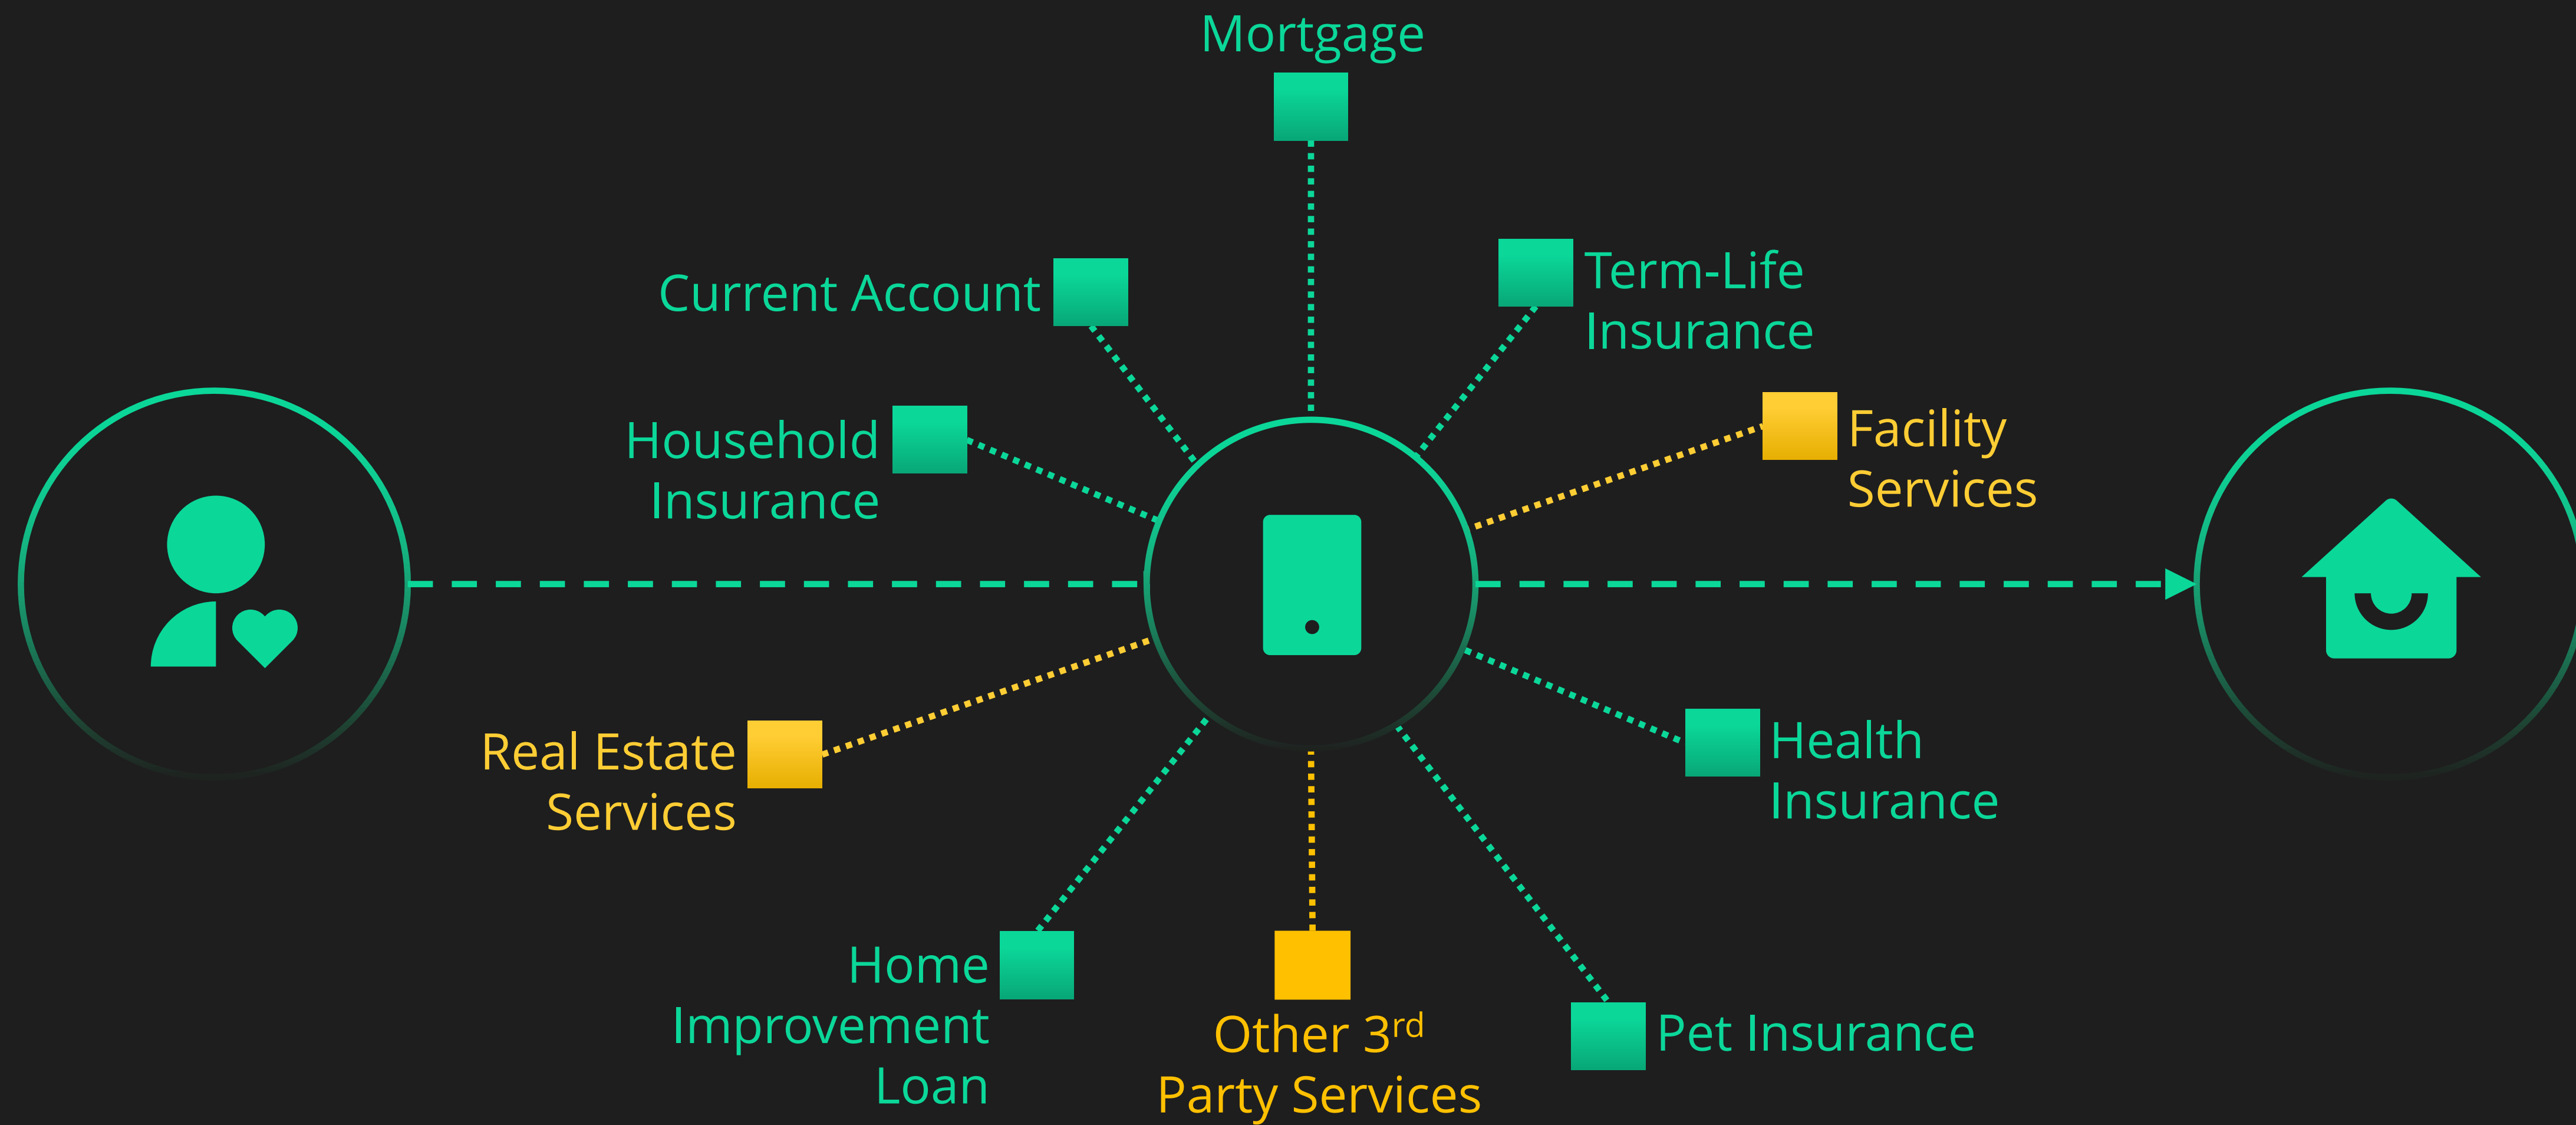 Mortgage
Current Account
Term-Life
Insurance
Household
Insurance
Facility
Services
Real Estate
Services
Health
Insurance
Home
Improvement
Loan
Other 3rd
Party Services
Pet Insurance